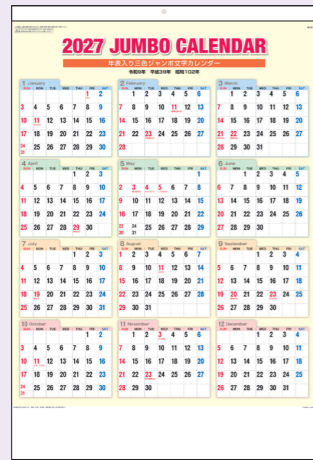 2027 JUMBO CALENDAR
年表入り三色ジャンボ文字カレンダー
令和9年 平成39年 昭和102年
1 January
SUN MON TUE WED THU FRI SAT
1 2
3 4 5 6 7 8 9
10 11 12 13 14 15 16
17 18 19 20 21 22 23
24 31 25 26 27 28 29 30
2 February
SUN MON TUE WED THU FRI SAT
1 2 3 4 5 6
7 8 9 10 11 12 13
14 15 16 17 18 19 20
21 22 23 24 25 26 27
28
3 March
SUN MON TUE WED THU FRI SAT
1 2 3 4 5 6
7 8 9 10 11 12 13
14 15 16 17 18 19 20
21 22 23 24 25 26 27
28 29 30 31
4 April
SUN MON TUE WED THU FRI SAT
1 2 3
4 5 6 7 8 9 10
11 12 13 14 15 16 17
18 19 20 21 22 23 24
25 26 27 28 29 30
5 May
SUN MON TUE WED THU FRI SAT
1
2 3 4 5 6 7 8
9 10 11 12 13 14 15
16 17 18 19 20 21 22
23 30 24 31 25 26 27 28 29
6 June
SUN MON TUE WED THU FRI SAT
1 2 3 4 5
6 7 8 9 10 11 12
13 14 15 16 17 18 19
20 21 22 23 24 25 26
27 28 29 30
7 July
SUN MON TUE WED THU FRI SAT
1 2 3
4 5 6 7 8 9 10
11 12 13 14 15 16 17
18 19 20 21 22 23 24
25 26 27 28 29 30 31
8 August
SUN MON TUE WED THU FRI SAT
1 2 3 4 5 6 7
8 9 10 11 12 13 14
15 16 17 18 19 20 21
22 23 24 25 26 27 28
29 30 31
9 September
SUN MON TUE WED THU FRI SAT
1 2 3 4
5 6 7 8 9 10 11
12 13 14 15 16 17 18
19 20 21 22 23 24 25
26 27 28 29 30
10 October
SUN MON TUE WED THU FRI SAT
1 2
3 4 5 6 7 8 9
10 11 12 13 14 15 16
17 18 19 20 21 22 23
24 31 25 26 27 28 29 30
11 November
SUN MON TUE WED THU FRI SAT
1 2 3 4 5 6
7 8 9 10 11 12 13
14 15 16 17 18 19 20
21 22 23 24 25 26 27
28 29 30
12 December
SUN MON TUE WED THU FRI SAT
1 2 3 4
5 6 7 8 9 10 11
12 13 14 15 16 17 18
19 20 21 22 23 24 25
26 27 28 29 30 31